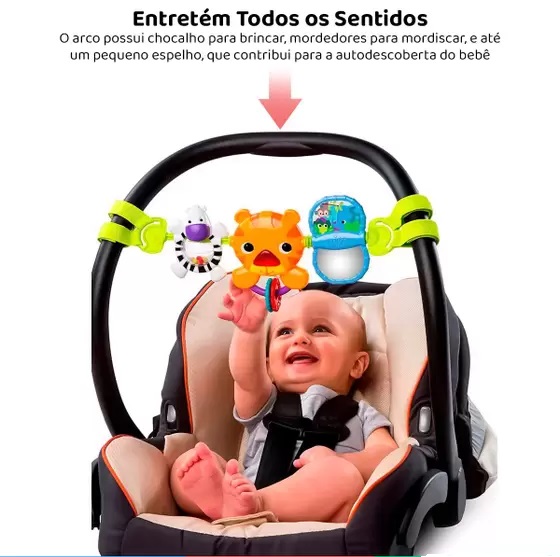 Entretém Todos os Sentidos
O arco possui chocalho para brincar, mordedores para mordiscar, e até
um pequeno espelho, que contribui para a autodescoberta do bebê